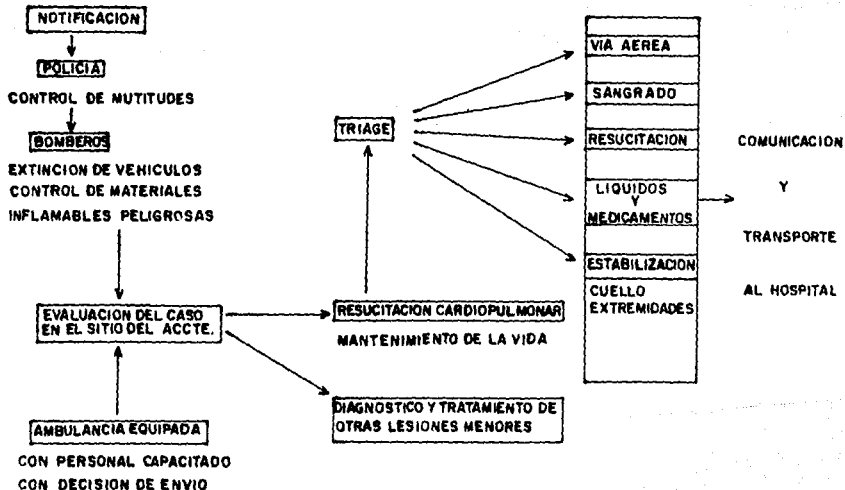 NOTIFICACION
POLICIA
CONTROL DE MUTITUDES
BOMBEROS
EXTINCION DE VEHICULOS
CONTROL DE MATERIALES
INFLAMABLES PELIGROSAS
EVALUACION DEL CASO
EN EL SITIO DEL ACCTE.
AMBULANCIA EQUIPADA
CON PERSONAL CAPACITADO
CON DECISION DE ENVIO
TRIAGE
RESUCITACION CARDIOPULMONAR
MANTENIMIENTO DE LA VIDA
DIAGNOSTICO Y TRATAMIENTO DE
OTRAS LESIONES MENORES
VIA AEREA
SANGRADO
RESUCITACION
LIQUIDOS
Y
MEDICAMENTOS
ESTABILIZACION
CUELLO
EXTREMIDADES
COMUNICACION
Y
TRANSPORTE
AL HOSPITAL